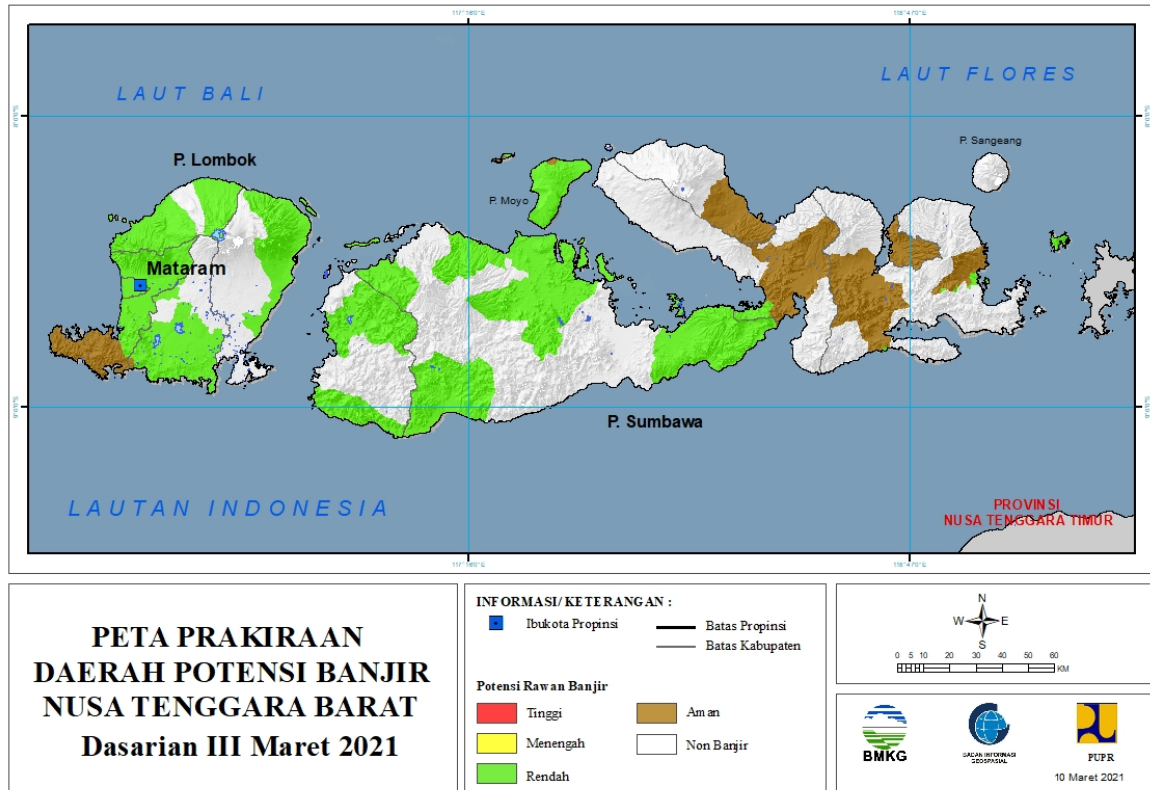 LAUT BALI
LAUT FLORES
P. Sangeang
P. Lombok
P. Moyo
Mataram
P. Sumbawa
LAUTAN INDONESIA
PROVINSI
NUSA TENGGARA TIMUR
PETA PRAKIRAAN
DAERAH POTENSI BANJIR
NUSA TENGGARA BARAT
Dasarian III Maret 2021
INFORMASI/ KETERANGAN :
Ibukota Propinsi
Batas Propinsi
Batas Kabupaten
Potensi Rawan Banjir
Tinggi
Aman
Menengah
Non Banjir
Rendah
N
W E
S
0 5 10 20 30 40 50 60
KM
BMKG
BADAN INFORMASI
GEOSPASIAL
PUPR
10 Maret 2021